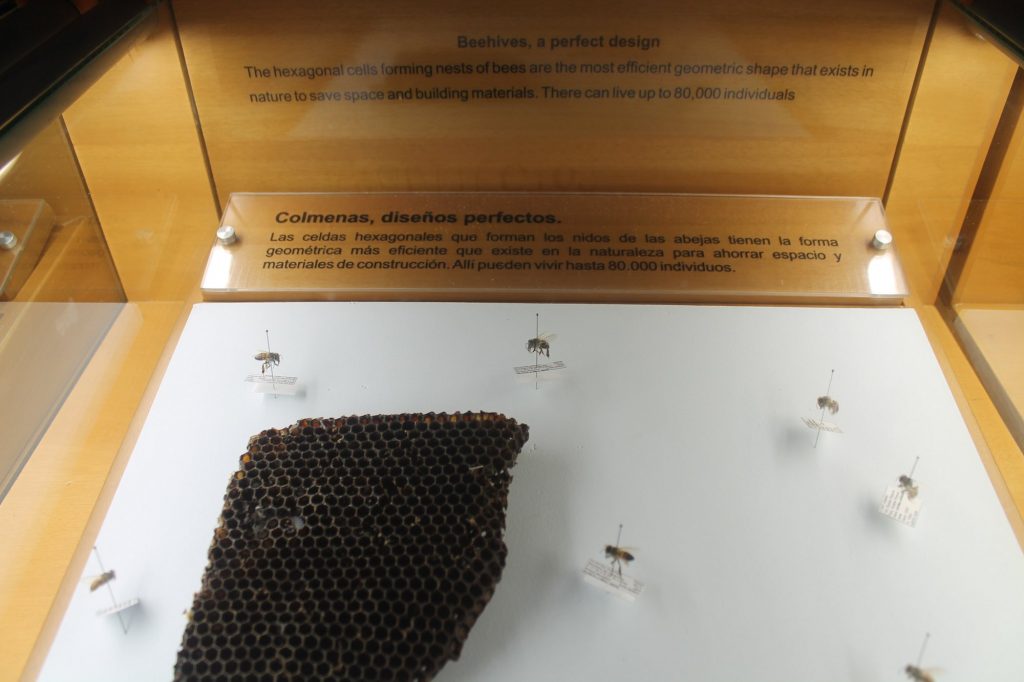 Beehives, a perfect design
The hexagonal cells forming nests of bees are the most efficient geometric shape that exists in
nature to save space and building materials. There can live up to 80,000 individuals
Colmenas, diseños perfectos.
Las celdas hexagonales que forman los nidos de las abejas tienen la forma
geométrica más eficiente que existe en la naturaleza para ahorrar espacio y
materiales de construcción. Allí pueden vivir hasta 80.000 individuos.